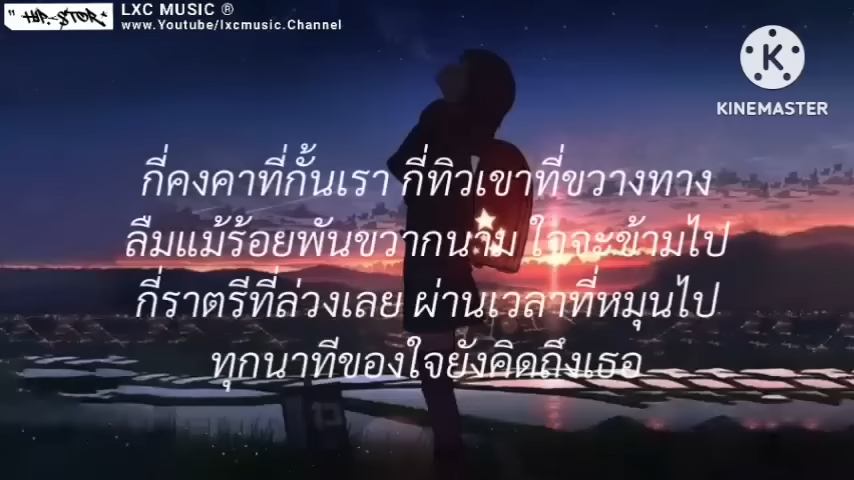 " HIP-STOR "
LXC MUSIC ®
www.Youtube/lxcmusic.Channel
K
KINEMASTER
กี่คงคาที่กั้นเรา กี่ทิวเขาที่ขวางทาง
ลืมแม้ร้อยพันขวากนาม ใจจะข้ามไป
กี่ราตรีที่ล่วงเลย ผ่านเวลาที่หมุนไป
ทุกนาทีของใจยังคิดถึงเธอ